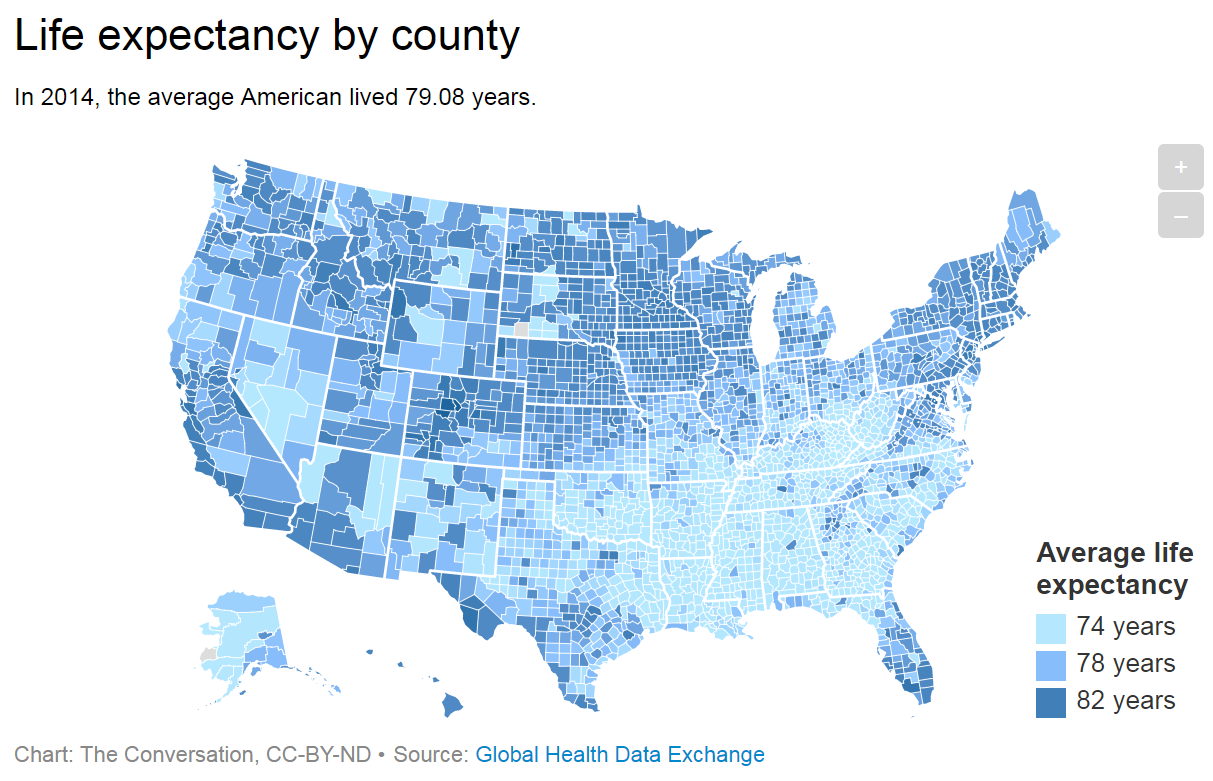 Life expectancy by county
In 2014, the average American lived 79.08 years.
+
–
Average life
expectancy
74 years
78 years
82 years
Chart: The Conversation, CC-BY-ND • Source: Global Health Data Exchange